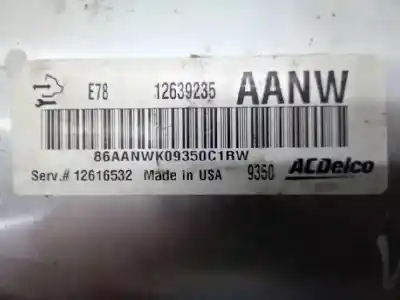 E78 12639235 AANW
86AANWK09350C1RW
Serv.# 12616532 Made in USA 9350 ACDelco